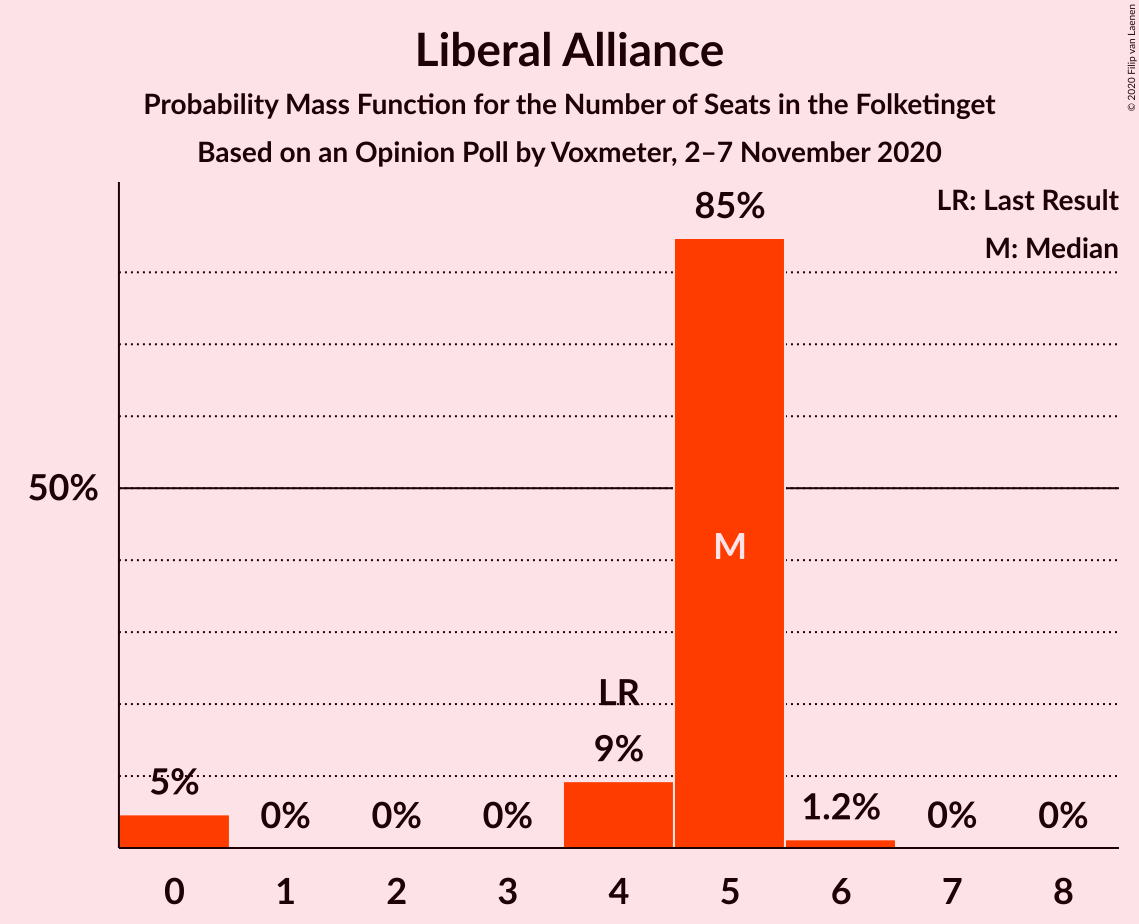 Liberal Alliance
Probability Mass Function for the Number of Seats in the Folketinget
Based on an Opinion Poll by Voxmeter, 2–7 November 2020
© 2020 Filip van Laenen
LR: Last Result
M: Median
85%
50%
M
LR
9%
5%
0%
0%
0%
1.2%
0%
0%
0 1 2 3 4 5 6 7 8